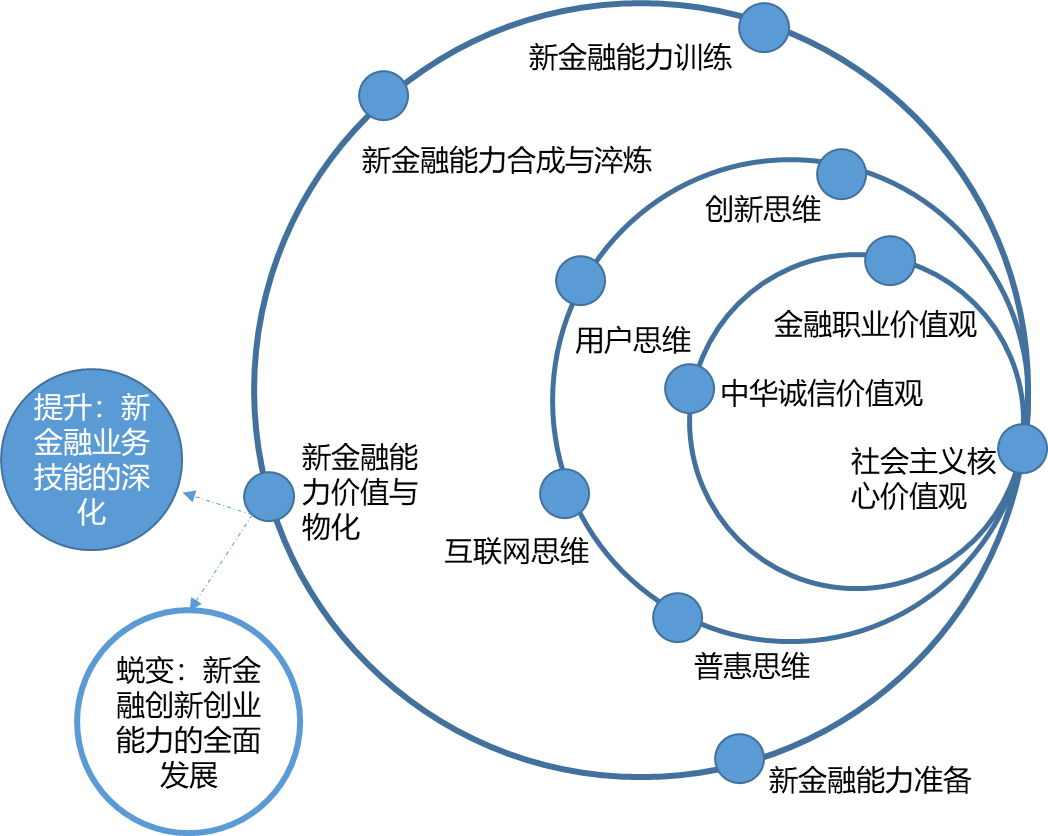 新金融能力训练
新金融能力合成与淬炼
创新思维
金融职业价值观
用户思维
中华诚信价值观
提升：新
金融业务
技能的深
化
新金融能
力价值与
物化
社会主义核
心价值观
互联网思维
普惠思维
蜕变：新金
融创新创业
能力的全面
发展
新金融能力准备